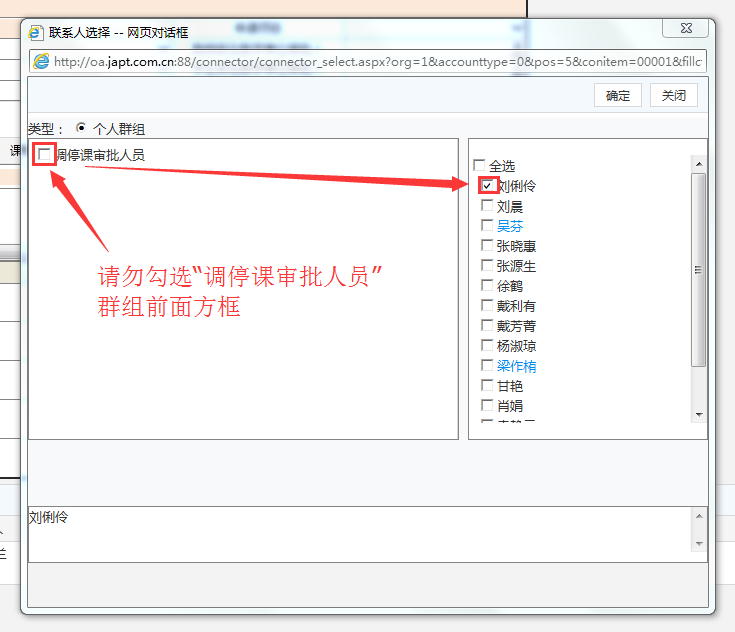 联系人选择 -- 网页对话框
http://oa.japt.com.cn:88/connector/connector_select.aspx?org=1&accounttype=0&pos=5&conitem=00001&fillc
确定 关闭
类型： 个人群组
课
调停课审批人员
全选
刘俐伶
刘晨
吴芬
张晓惠
张源生
徐鹤
戴利有
戴芳菁
杨淑琼
梁作楠
甘艳
肖娟
请勿勾选“调停课审批人员”
群组前面方框
刘俐伶